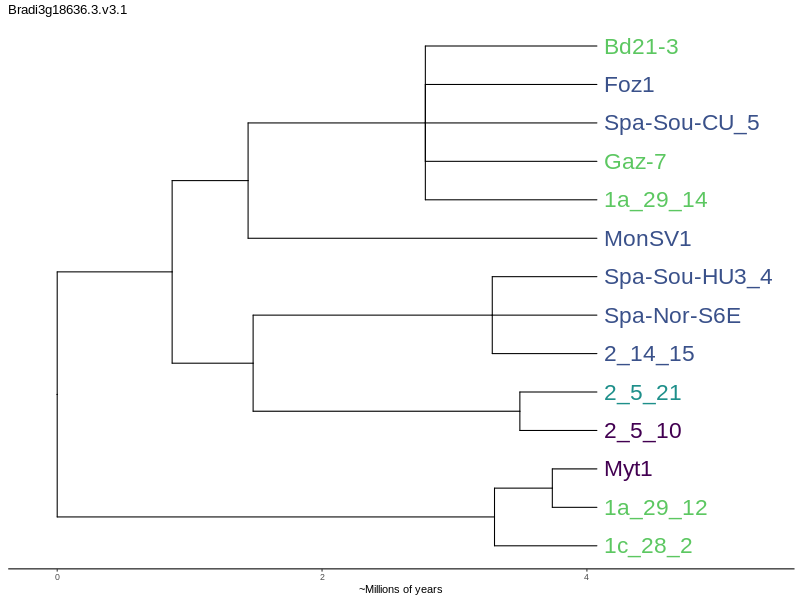 Bradi3g18636.3.v3.1
Bd21-3
Foz1
Spa-Sou-CU_5
Gaz-7
1a_29_14
MonSV1
Spa-Sou-HU3_4
Spa-Nor-S6E
2_14_15
2_5_21
2_5_10
Myt1
1a_29_12
1c_28_2
0 2 4
~Millions of years